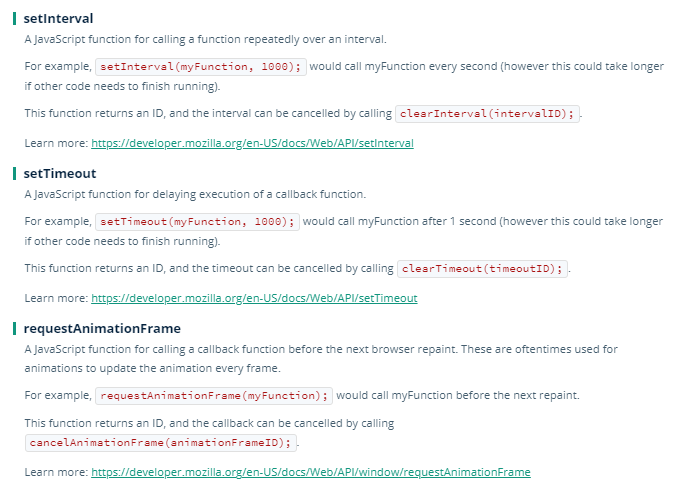 setInterval
A JavaScript function for calling a function repeatedly over an interval.
For example, setInterval(myFunction, 1000); would call myFunction every second (however this could take longer
if other code needs to finish running).
This function returns an ID, and the interval can be cancelled by calling clearInterval(intervalID);.
Learn more: https://developer.mozilla.org/en-US/docs/Web/API/setInterval
setTimeout
A JavaScript function for delaying execution of a callback function.
For example, setTimeout(myFunction, 1000); would call myFunction after 1 second (however this could take longer
if other code needs to finish running).
This function returns an ID, and the timeout can be cancelled by calling clearTimeout(timeoutID);.
Learn more: https://developer.mozilla.org/en-US/docs/Web/API/setTimeout
requestAnimationFrame
A JavaScript function for calling a callback function before the next browser repaint. These are oftentimes used for
animations to update the animation every frame.
For example, requestAnimationFrame(myFunction); would call myFunction before the next repaint.
This function returns an ID, and the callback can be cancelled by calling
cancelAnimationFrame(animationFrameID);.
Learn more: https://developer.mozilla.org/en-US/docs/Web/API/window/requestAnimationFrame